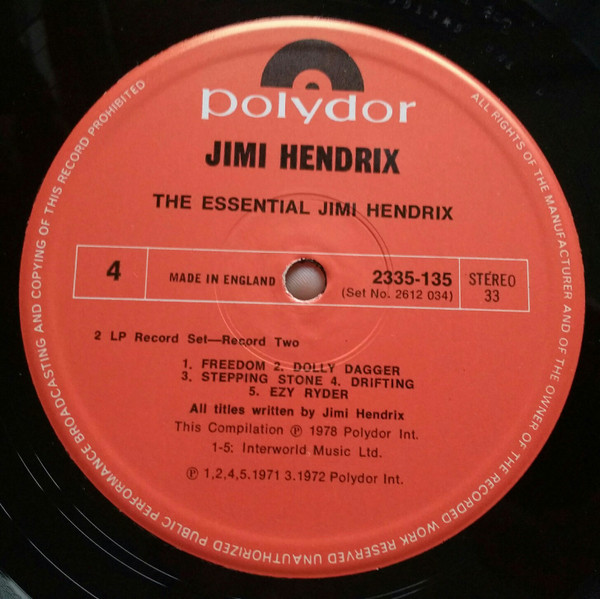 polydor
JIMI HENDRIX
THE ESSENTIAL JIMI HENDRIX
4
MADE IN ENGLAND
2335-135
(Set No. 2612 034)
STEREO
33
2 LP Record Set—Record Two
1. FREEDOM 2. DOLLY DAGGER
3. STEPPING STONE 4. DRIFTING
5. EZY RYDER
All titles written by Jimi Hendrix
This Compilation ℗ 1978 Polydor Int.
1-5: Interworld Music Ltd.
℗ 1,2,4,5.1971 3.1972 Polydor Int.
ALL RIGHTS OF THE MANUFACTURER AND OF THE OWNER OF THE RECORDED WORK RESERVED UNAUTHORIZED PUBLIC PERFORMANCE BROADCASTING AND COPYING OF THIS RECORD PROHIBITED